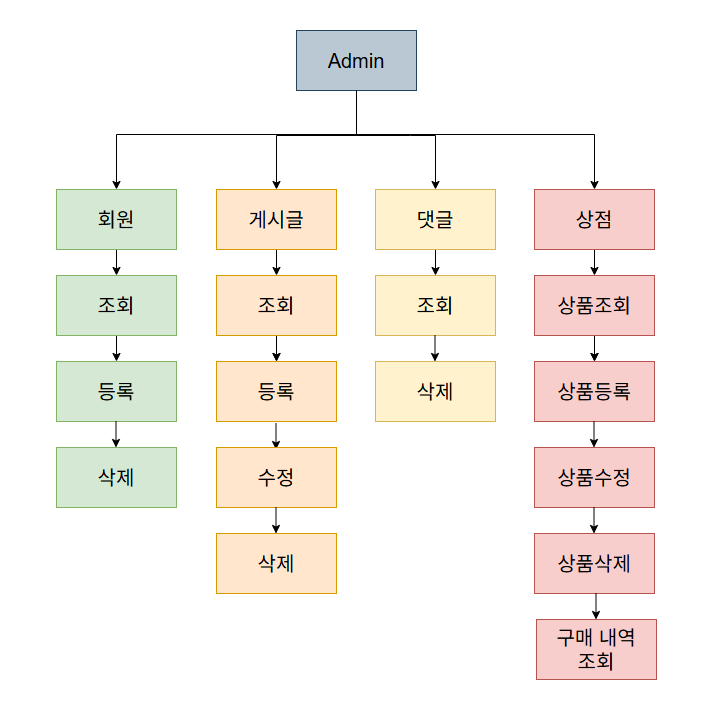 Admin
회원
게시글
댓글
상점
조회
조회
조회
상품조회
등록
등록
삭제
상품등록
삭제
수정
상품수정
삭제
상품삭제
구매 내역
조회